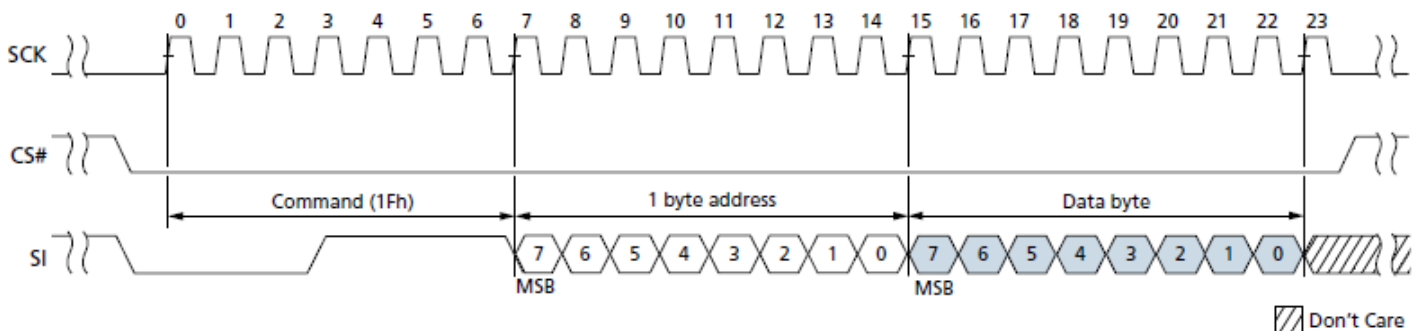 0 1 2 3 4 5 6 7 8 9 10 11 12 13 14 15 16 17 18 19 20 21 22 23
SCK
CS#
Command (1Fh) 1 byte address Data byte
SI 7 6 5 4 3 2 1 0 7 6 5 4 3 2 1 0
MSB MSB
Don't Care